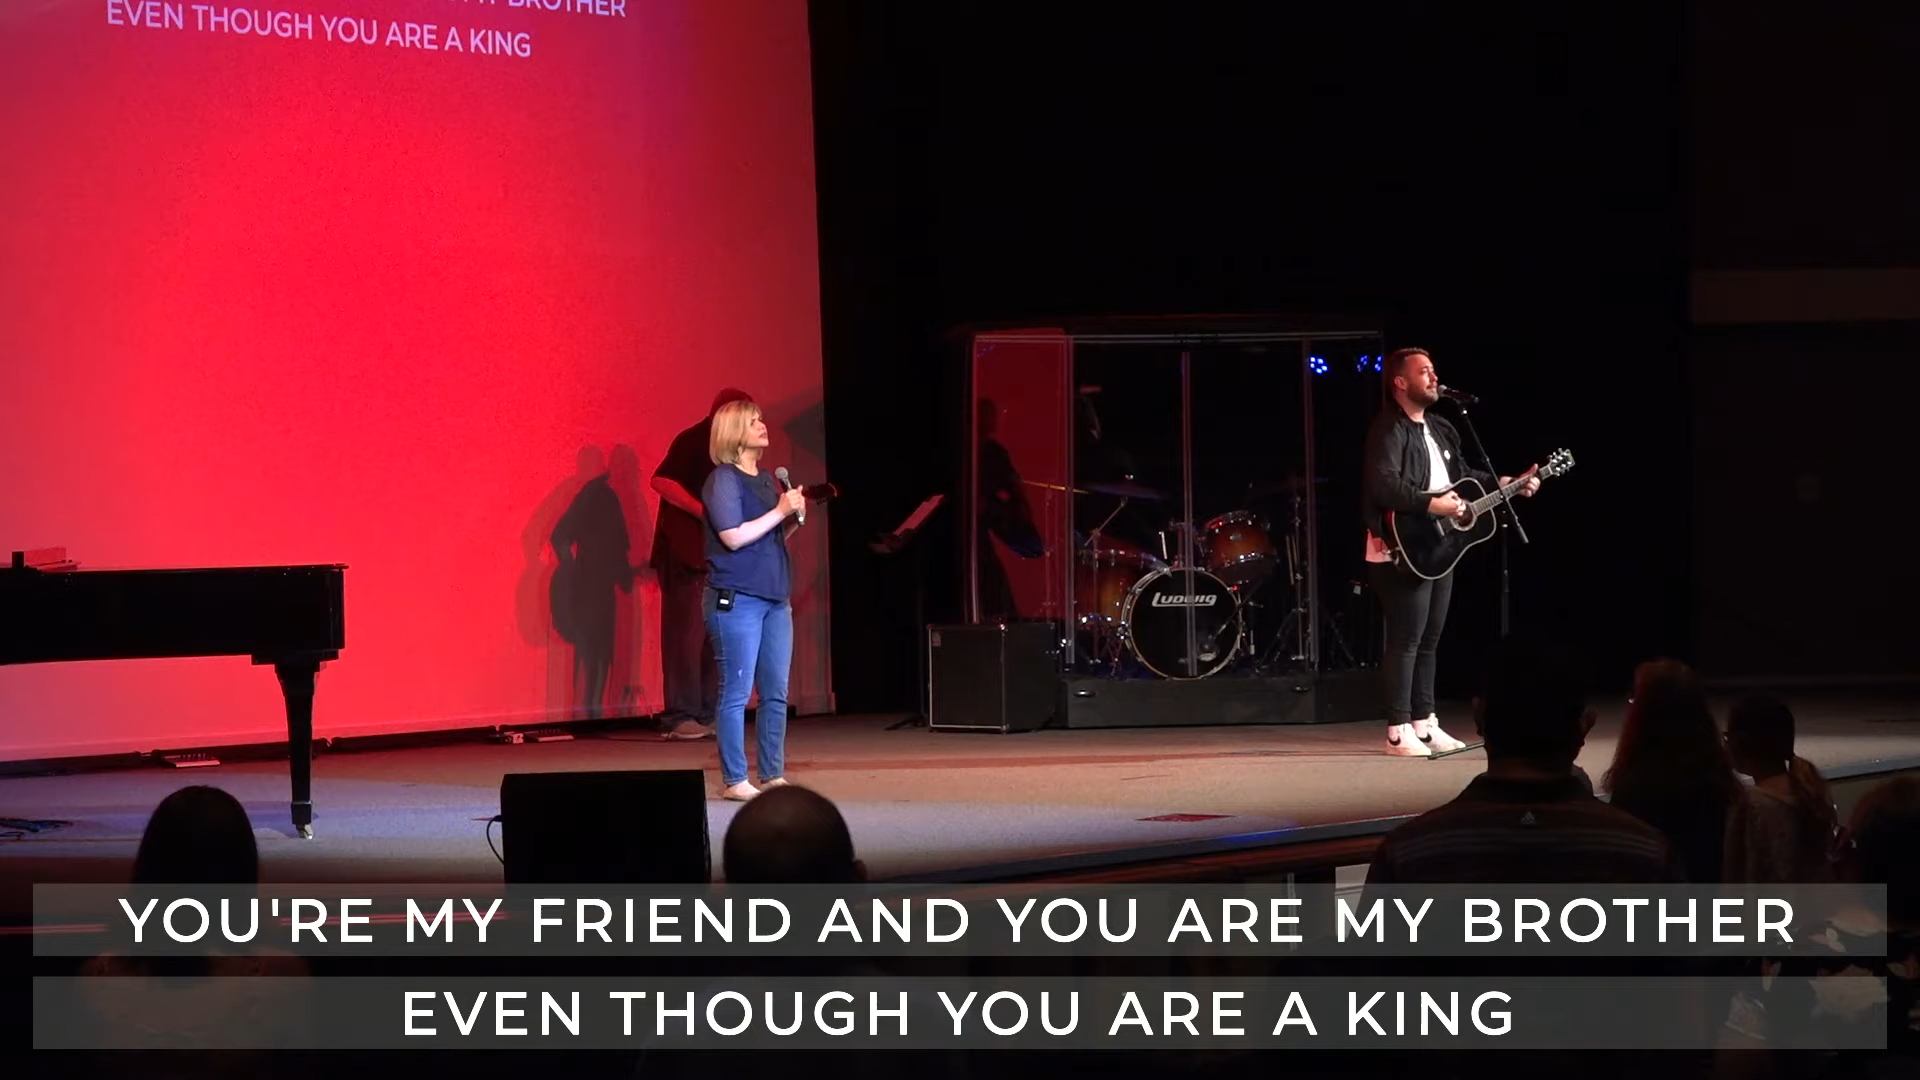 BROTHER
EVEN THOUGH YOU ARE A KING
Ludwig
YOU'RE MY FRIEND AND YOU ARE MY BROTHER
EVEN THOUGH YOU ARE A KING